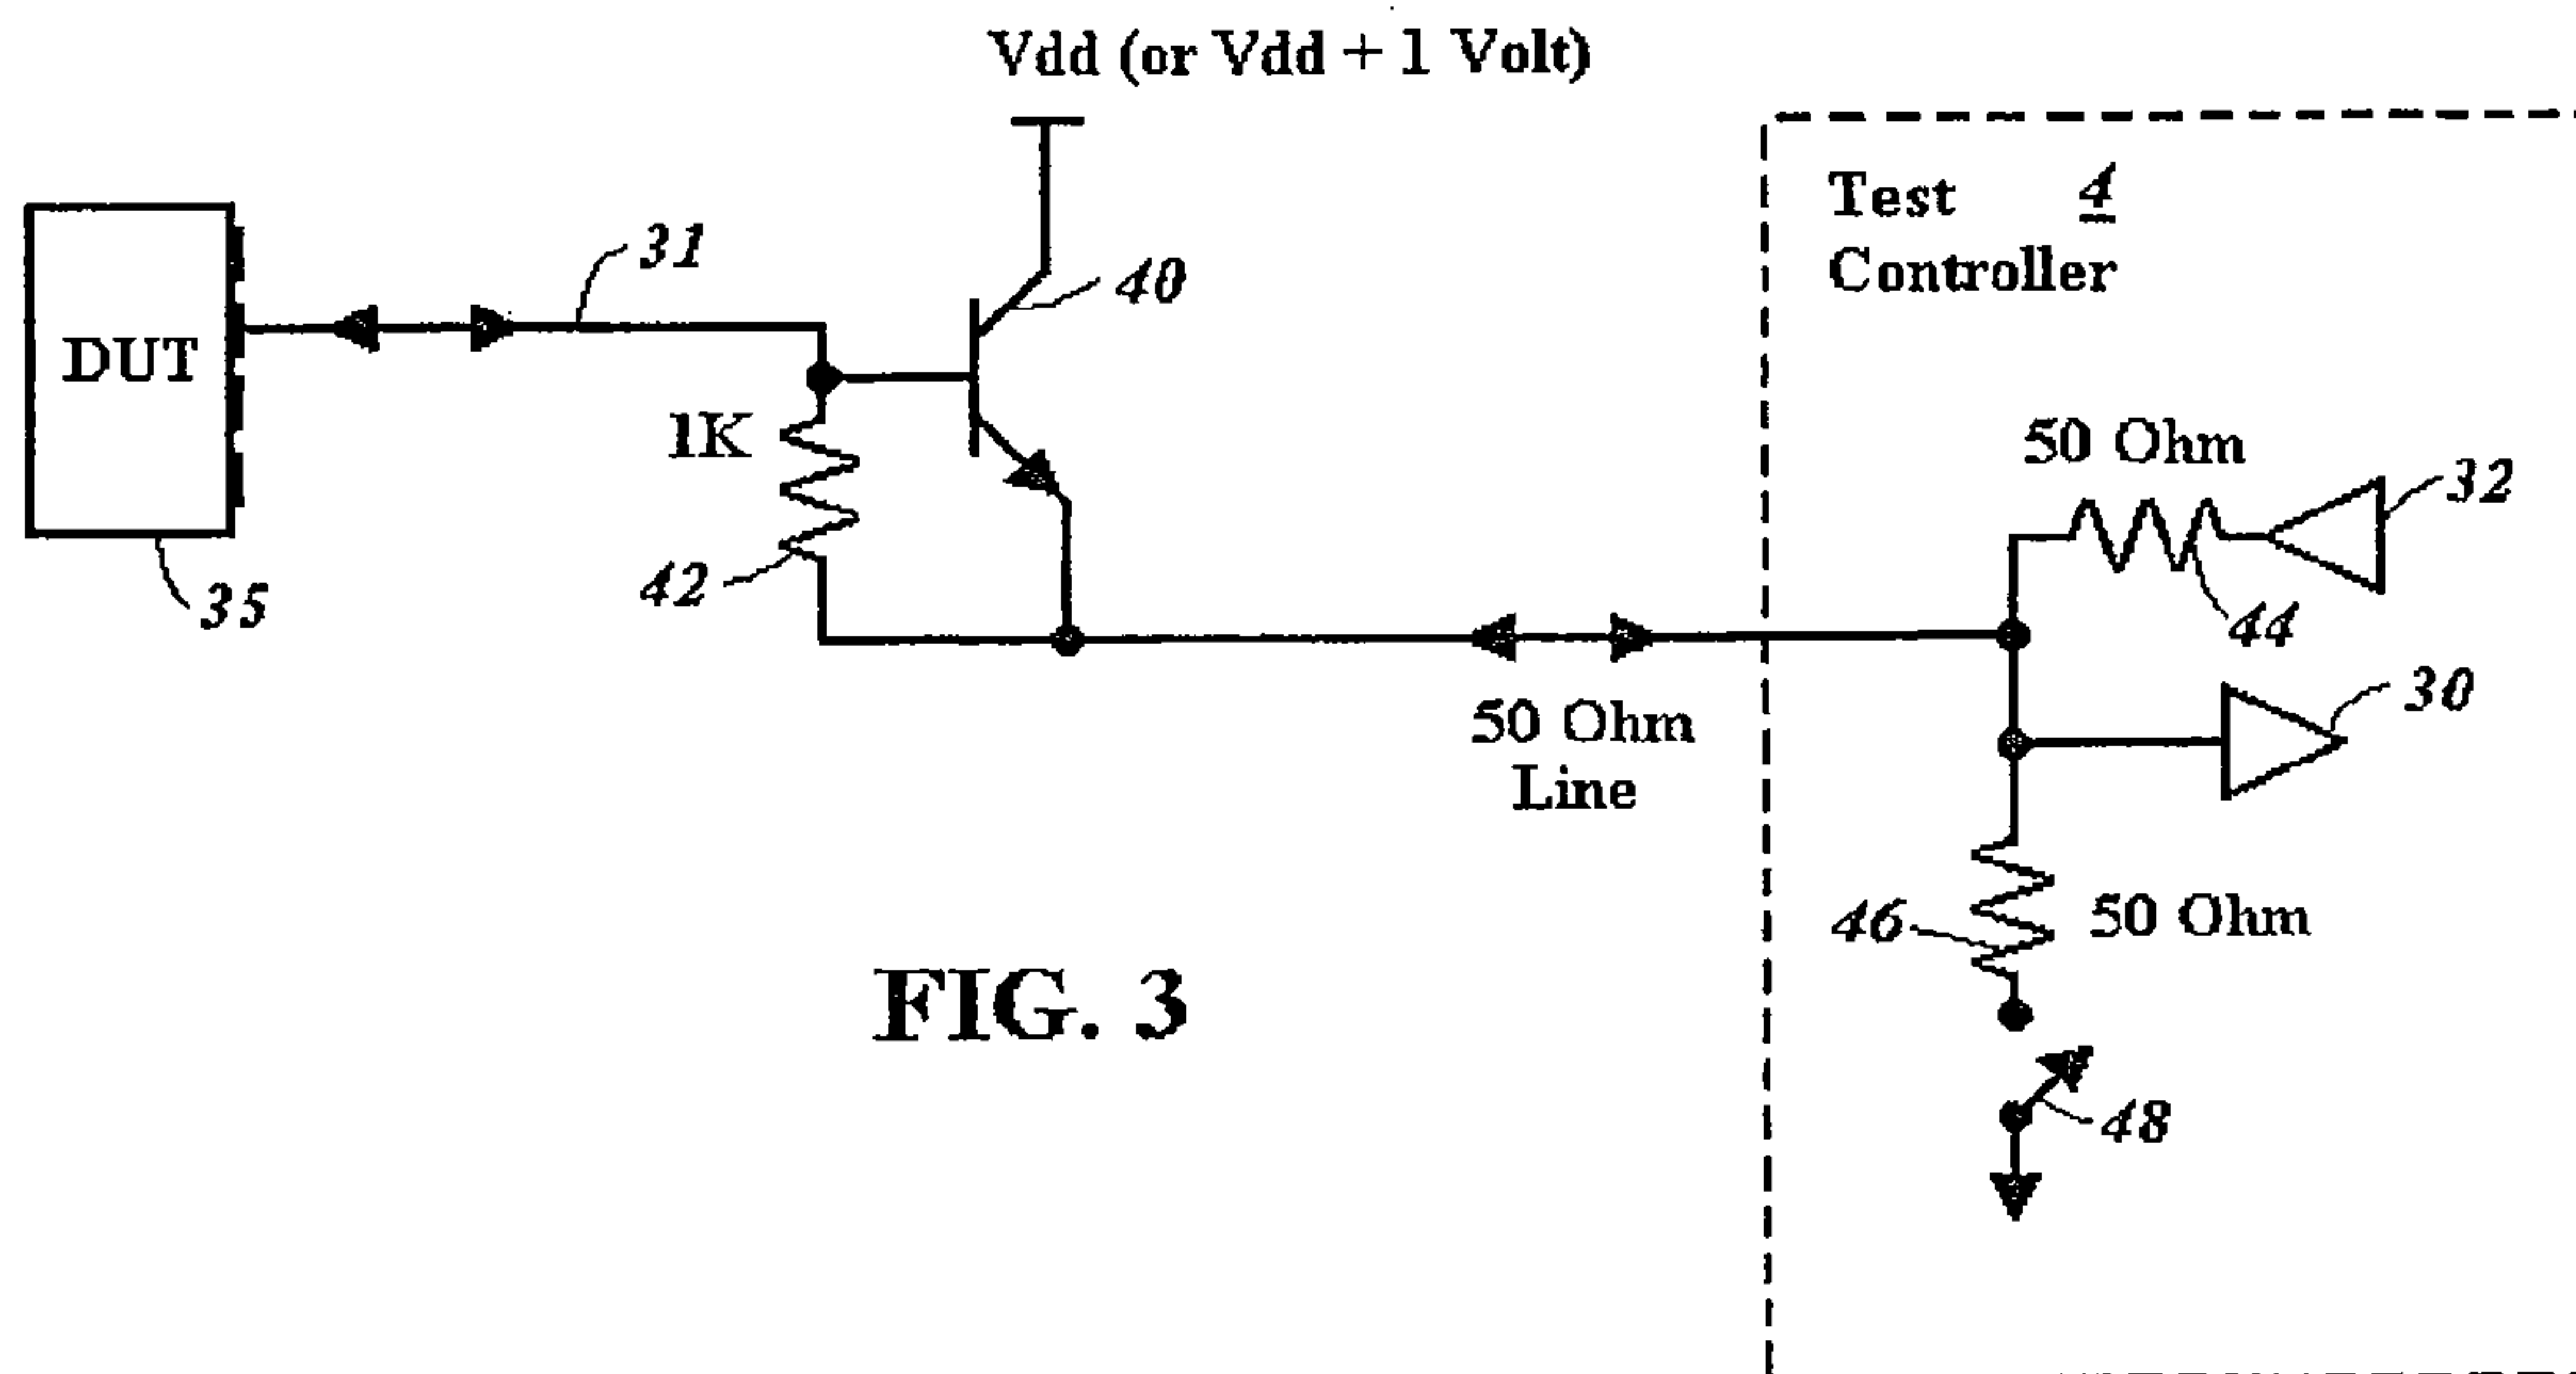 Vdd (or Vdd + 1 Volt)
Test 4
Controller
31
40
DUT
1K
50 Ohm
32
42
35
44
30
50 Ohm
Line
46
50 Ohm
48
FIG. 3